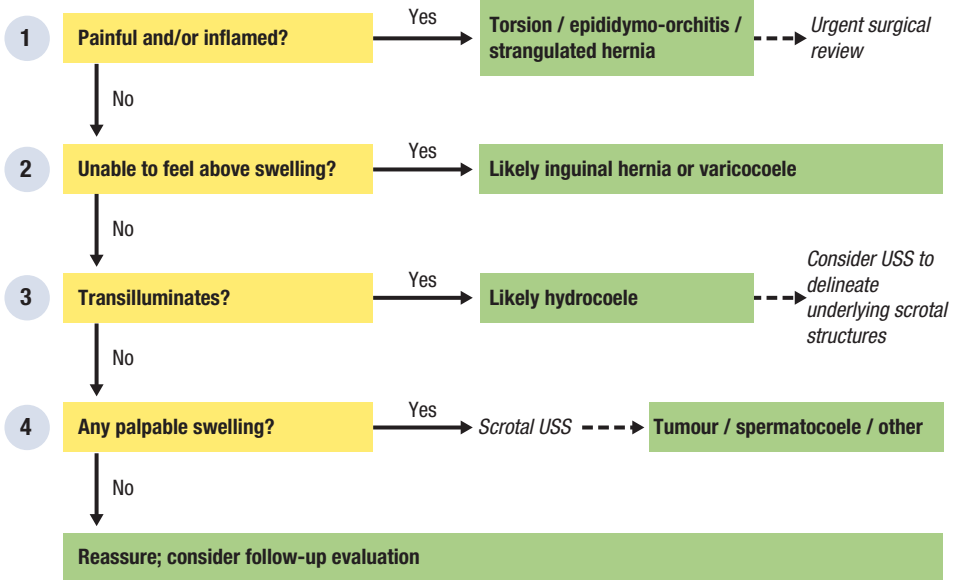 1
Painful and/or inflamed?
Yes
Torsion / epididymo-orchitis /
strangulated hernia
Urgent surgical
review
No
2
Unable to feel above swelling?
Yes
Likely inguinal hernia or varicocoele
No
3
Transilluminates?
Yes
Likely hydrocoele
Consider USS to
delineate
underlying scrotal
structures
No
4
Any palpable swelling?
Yes
Scrotal USS
Tumour / spermatocoele / other
No
Reassure; consider follow-up evaluation